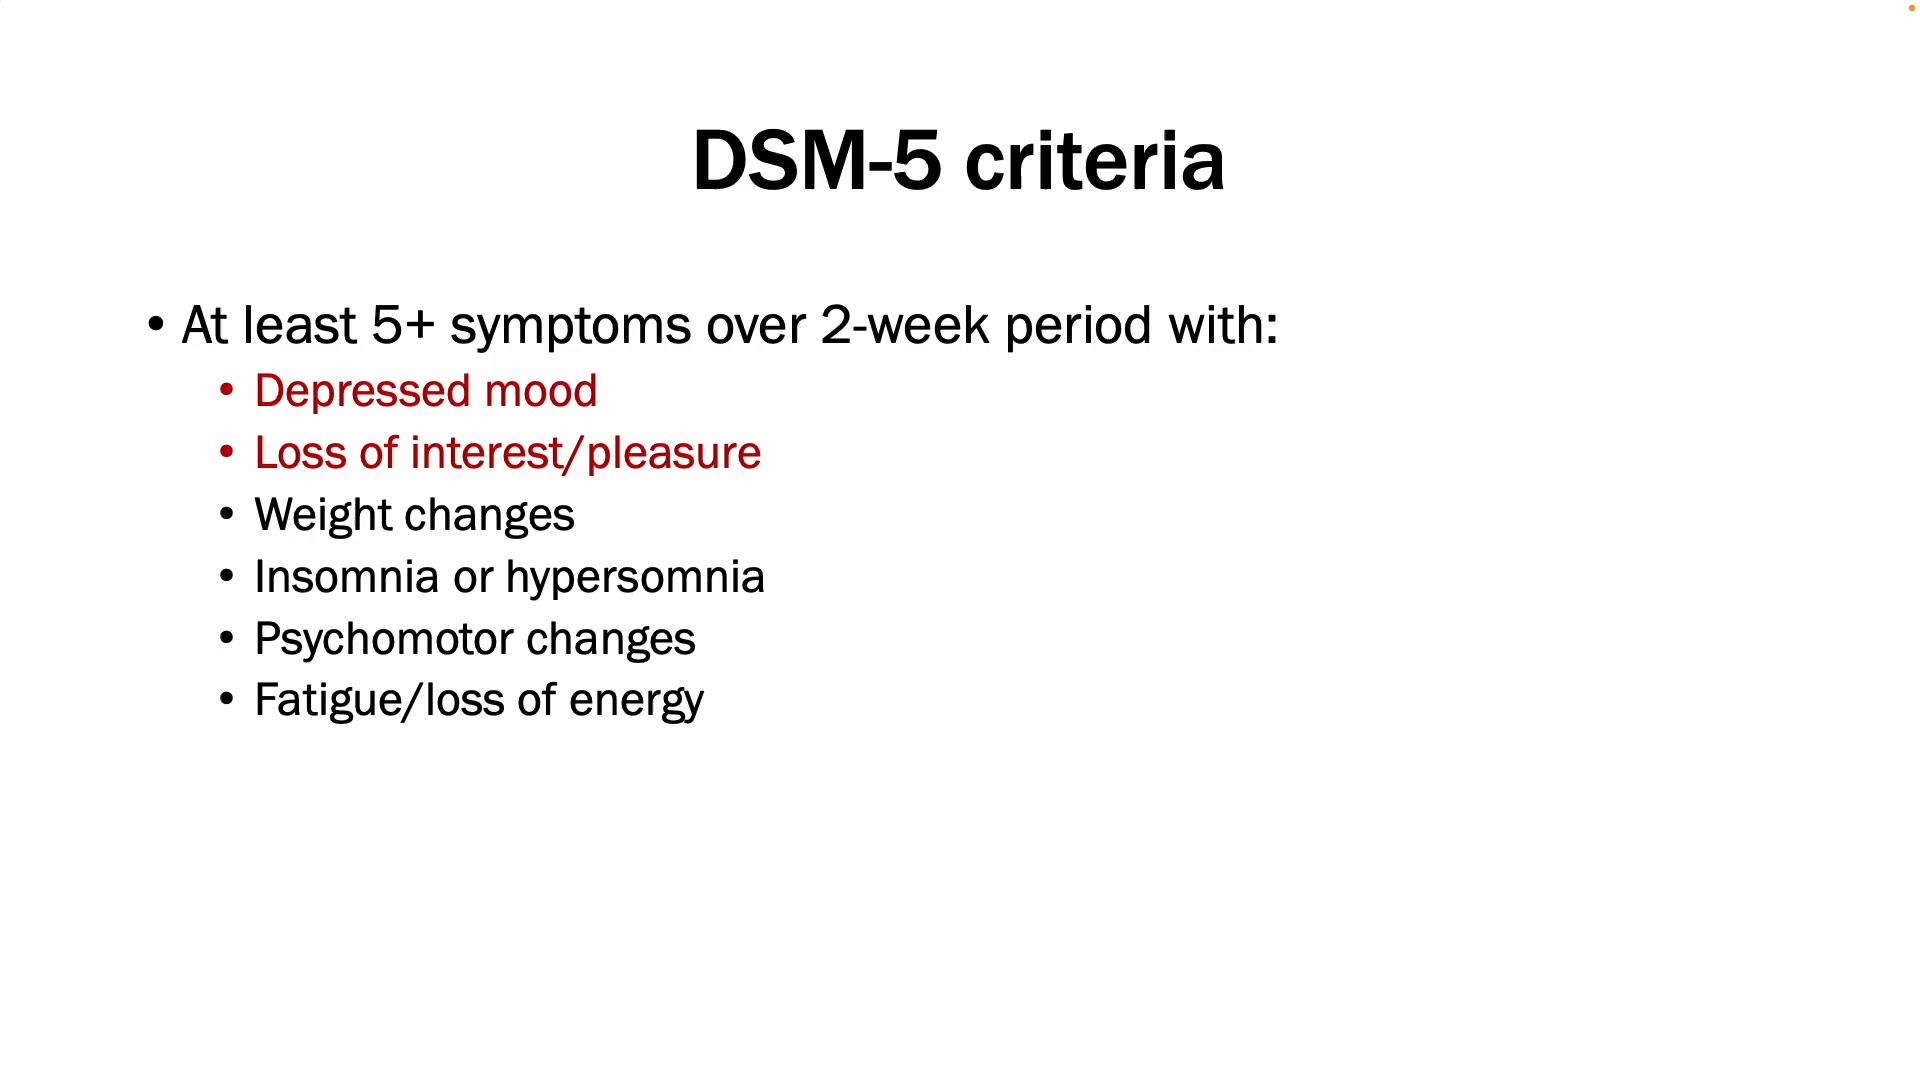 DSM-5 criteria
• At least 5+ symptoms over 2-week period with:
• Depressed mood
• Loss of interest/pleasure
• Weight changes
• Insomnia or hypersomnia
• Psychomotor changes
• Fatigue/loss of energy